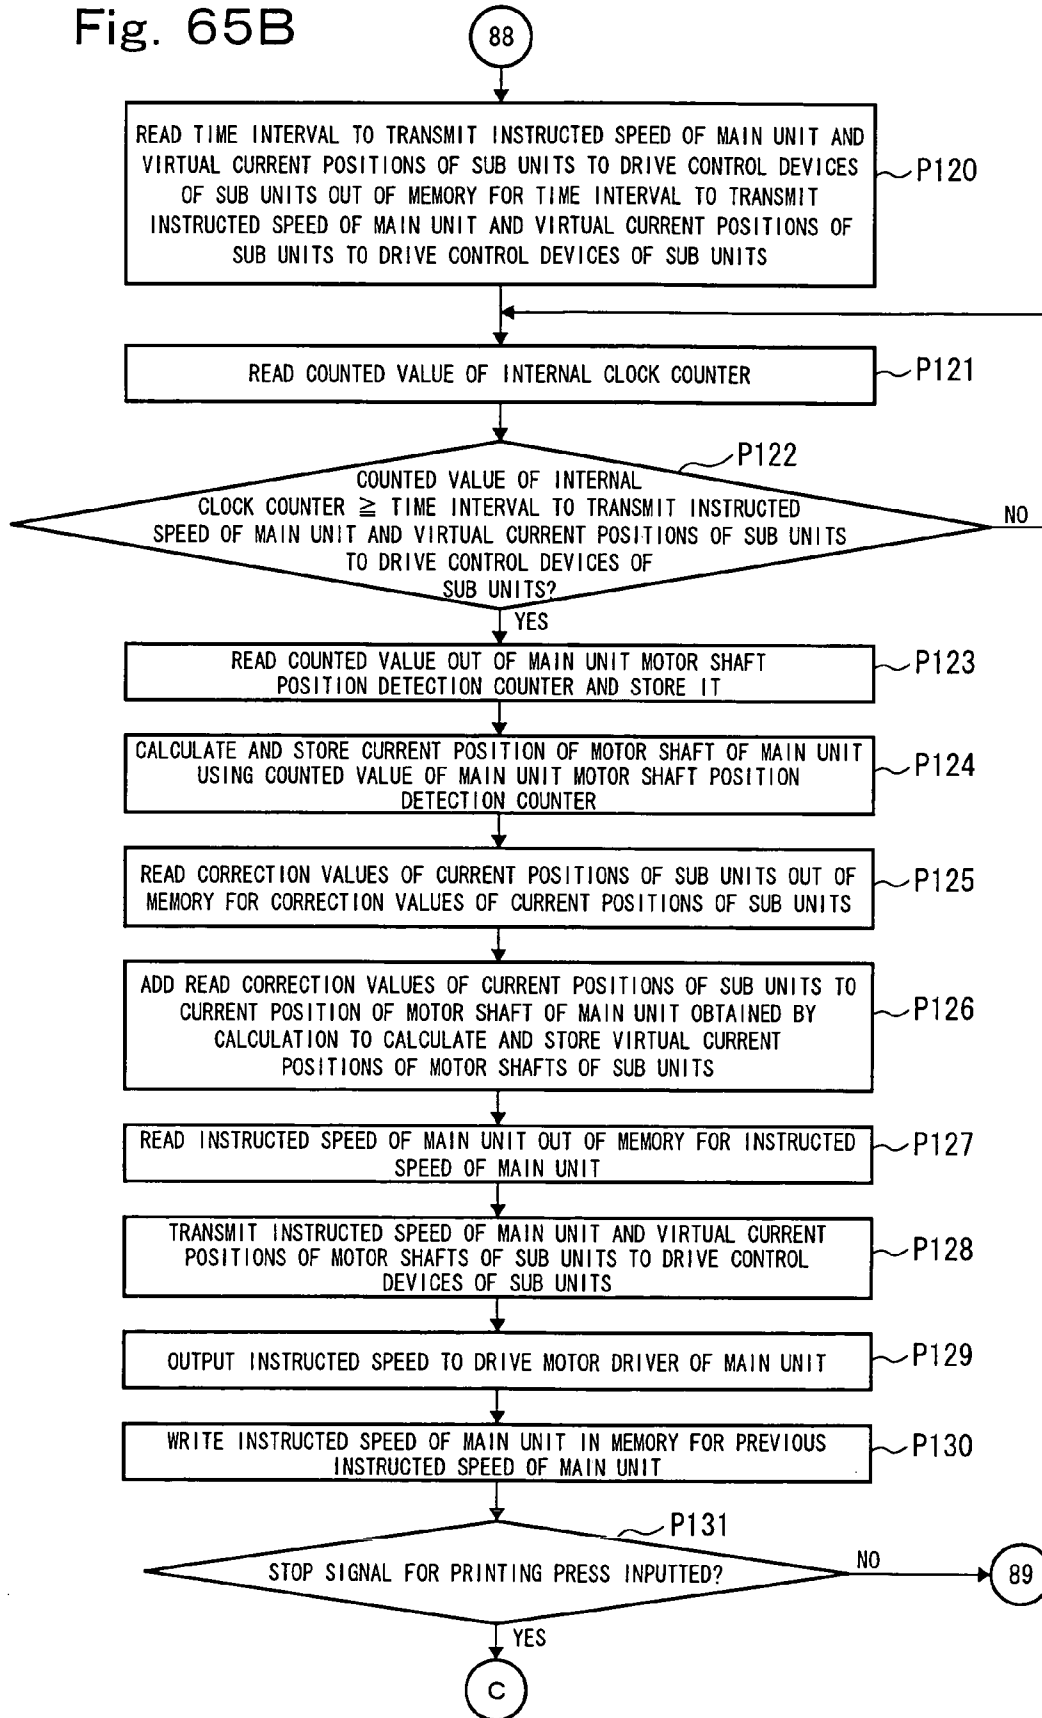 Fig. 65B
88
READ TIME INTERVAL TO TRANSMIT INSTRUCTED SPEED OF MAIN UNIT AND
VIRTUAL CURRENT POSITIONS OF SUB UNITS TO DRIVE CONTROL DEVICES
OF SUB UNITS OUT OF MEMORY FOR TIME INTERVAL TO TRANSMIT
INSTRUCTED SPEED OF MAIN UNIT AND VIRTUAL CURRENT POSITIONS OF
SUB UNITS TO DRIVE CONTROL DEVICES OF SUB UNITS
P120
READ COUNTED VALUE OF INTERNAL CLOCK COUNTER
P121
P122
COUNTED VALUE OF INTERNAL
CLOCK COUNTER ≧ TIME INTERVAL TO TRANSMIT INSTRUCTED
SPEED OF MAIN UNIT AND VIRTUAL CURRENT POSITIONS OF SUB UNITS
TO DRIVE CONTROL DEVICES OF
SUB UNITS?
NO
YES
READ COUNTED VALUE OUT OF MAIN UNIT MOTOR SHAFT
POSITION DETECTION COUNTER AND STORE IT
P123
CALCULATE AND STORE CURRENT POSITION OF MOTOR SHAFT OF MAIN UNIT
USING COUNTED VALUE OF MAIN UNIT MOTOR SHAFT POSITION
DETECTION COUNTER
P124
READ CORRECTION VALUES OF CURRENT POSITIONS OF SUB UNITS OUT OF
MEMORY FOR CORRECTION VALUES OF CURRENT POSITIONS OF SUB UNITS
P125
ADD READ CORRECTION VALUES OF CURRENT POSITIONS OF SUB UNITS TO
CURRENT POSITION OF MOTOR SHAFT OF MAIN UNIT OBTAINED BY
CALCULATION TO CALCULATE AND STORE VIRTUAL CURRENT
POSITIONS OF MOTOR SHAFTS OF SUB UNITS
P126
READ INSTRUCTED SPEED OF MAIN UNIT OUT OF MEMORY FOR INSTRUCTED
SPEED OF MAIN UNIT
P127
TRANSMIT INSTRUCTED SPEED OF MAIN UNIT AND VIRTUAL CURRENT
POSITIONS OF MOTOR SHAFTS OF SUB UNITS TO DRIVE CONTROL
DEVICES OF SUB UNITS
P128
OUTPUT INSTRUCTED SPEED TO DRIVE MOTOR DRIVER OF MAIN UNIT
P129
WRITE INSTRUCTED SPEED OF MAIN UNIT IN MEMORY FOR PREVIOUS
INSTRUCTED SPEED OF MAIN UNIT
P130
P131
STOP SIGNAL FOR PRINTING PRESS INPUTTED?
NO
89
YES
C